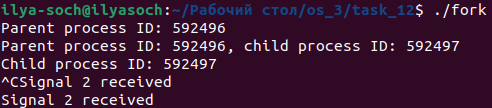 ilya-soch@ilyasoch:~/Рабочий стол/os_3/task_12$ ./fork
Parent process ID: 592496
Parent process ID: 592496, child process ID: 592497
Child process ID: 592497
^CSignal 2 received
Signal 2 received